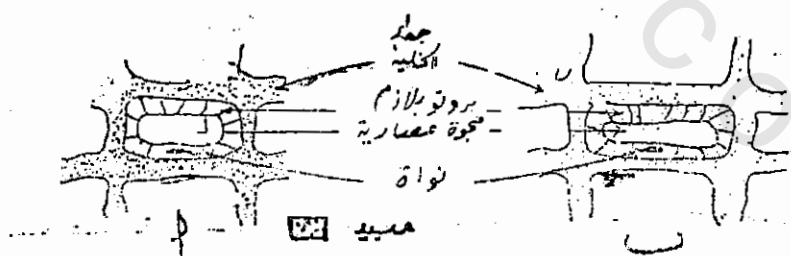 جدار
الخلية
بروتوبلازم
فجوة عصارية
نواة
أ
ب